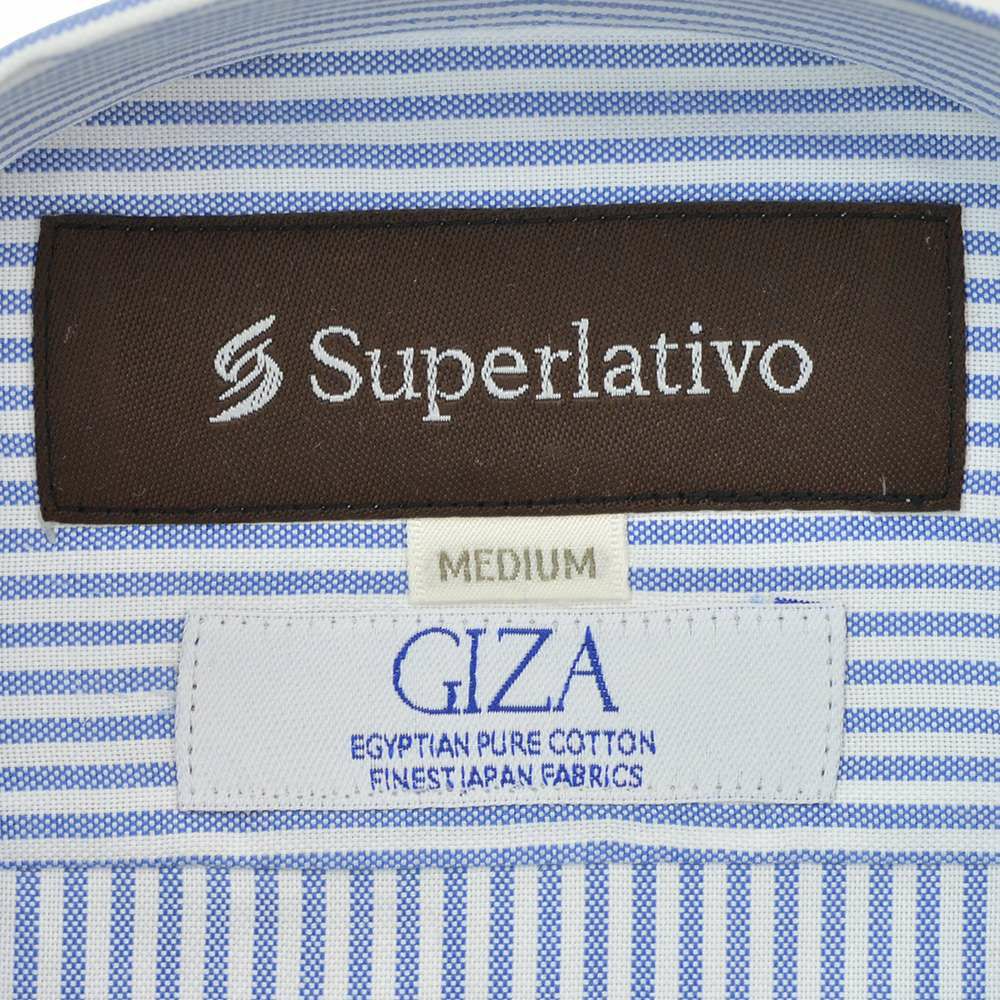 Superlativo
MEDIUM
GIZA
EGYPTIAN PURE COTTON
FINEST JAPAN FABRICS